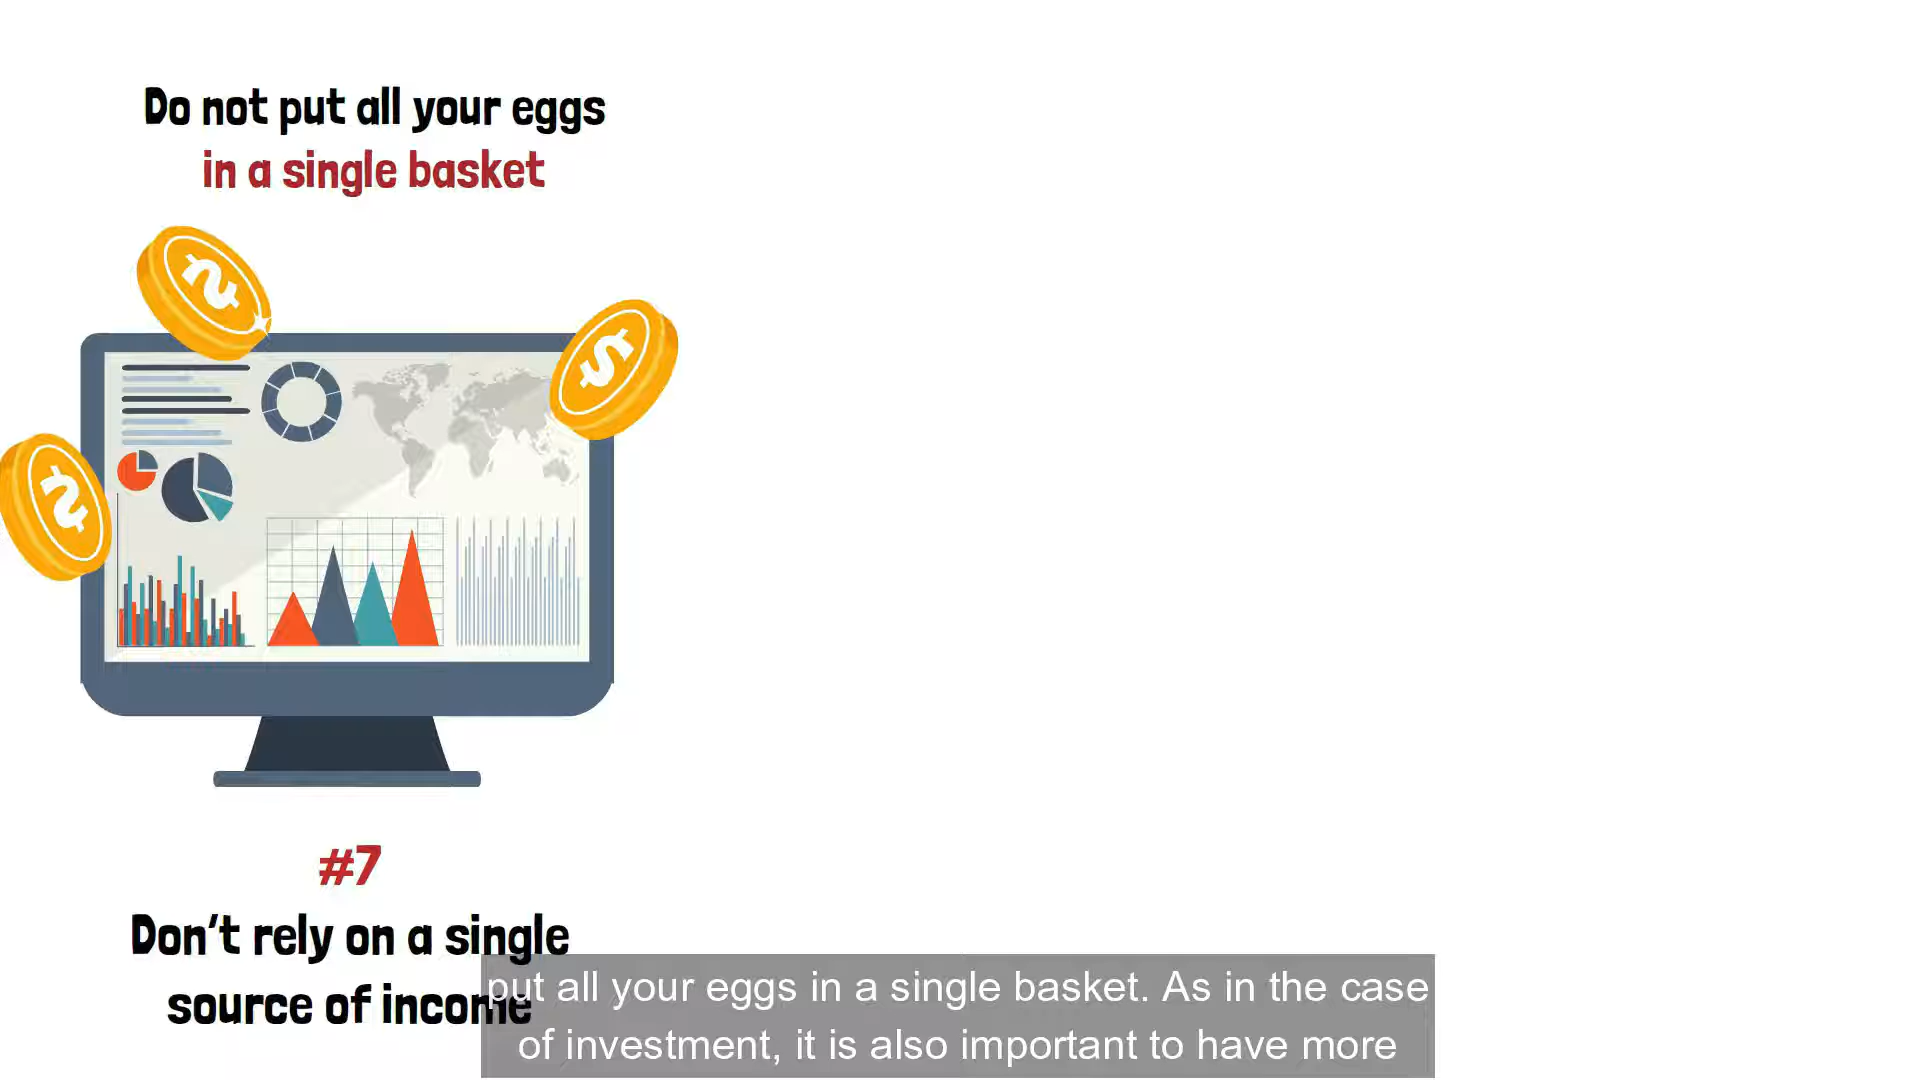 Do not put all your eggs
in a single basket
#7
Don't rely on a single
source of income
put all your eggs in a single basket. As in the case
of investment, it is also important to have more